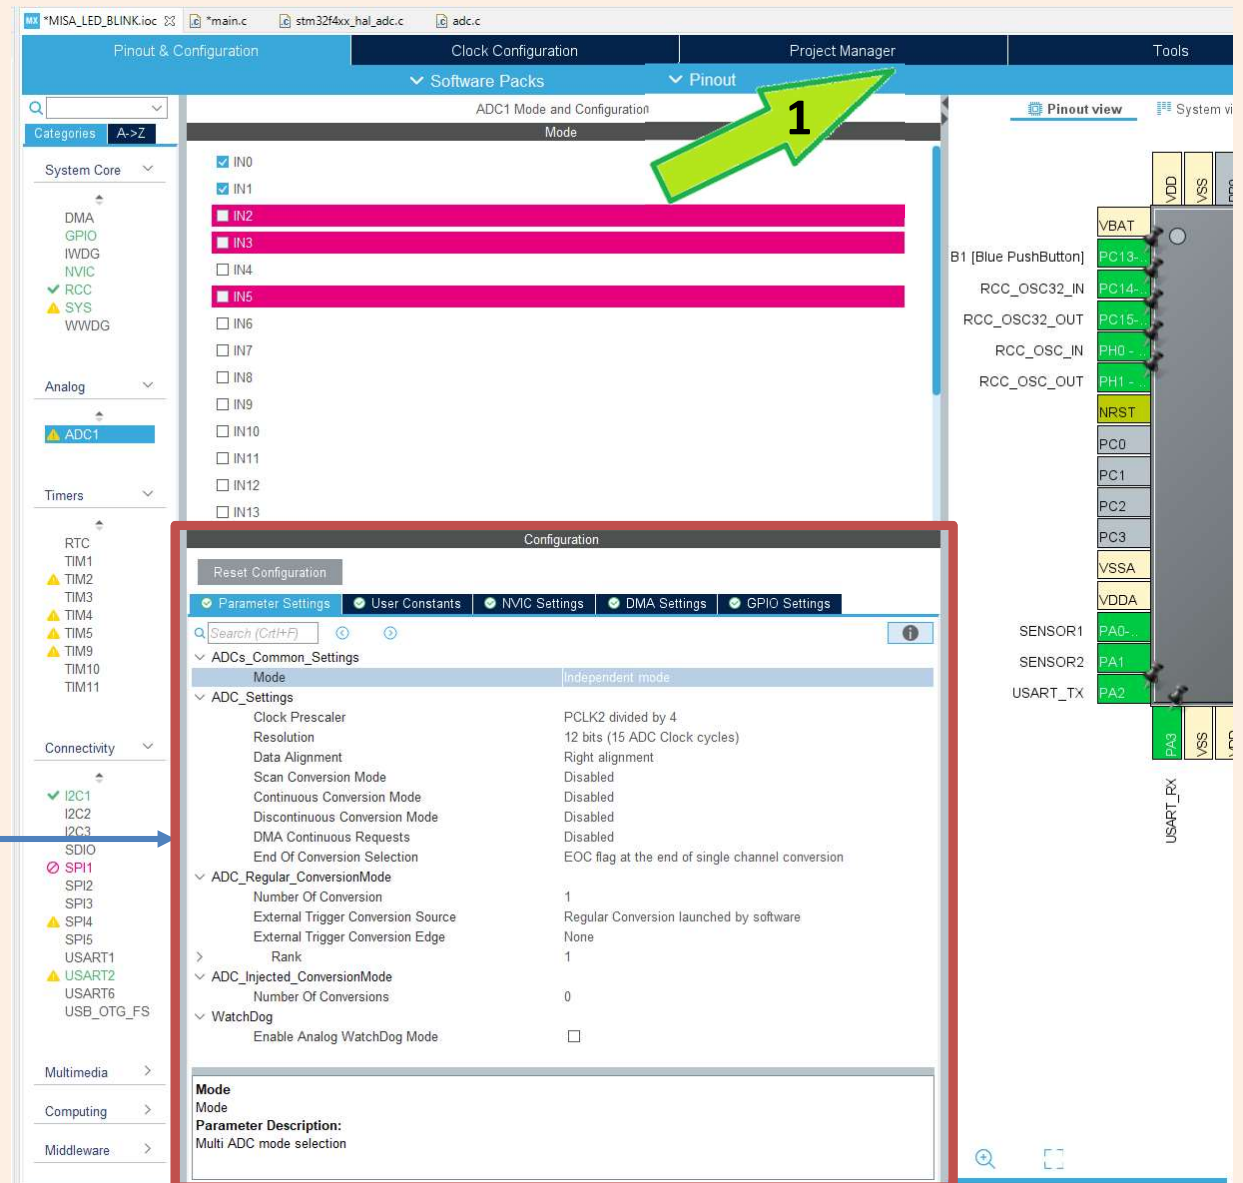 MX *MISA_LED_BLINK.ioc
*main.c
stm32f4xx_hal_adc.c
adc.c
Pinout & Configuration
Clock Configuration
Project Manager
Tools
Software Packs
Pinout
1
Categories
A->Z
System Core
DMA
GPIO
IWDG
NVIC
RCC
SYS
WWDG
Analog
ADC1
Timers
RTC
TIM1
TIM2
TIM3
TIM4
TIM5
TIM9
TIM10
TIM11
Connectivity
I2C1
I2C2
I2C3
SDIO
SPI1
SPI2
SPI3
SPI4
SPI5
USART1
USART2
USART6
USB_OTG_FS
Multimedia
Computing
Middleware
ADC1 Mode and Configuration
Mode
IN0
IN1
IN2
IN3
IN4
IN5
IN6
IN7
IN8
IN9
IN10
IN11
IN12
IN13
Configuration
Reset Configuration
Parameter Settings
User Constants
NVIC Settings
DMA Settings
GPIO Settings
Search (Crtl+F)
ADCs_Common_Settings
Mode Independent mode
ADC_Settings
Clock Prescaler PCLK2 divided by 4
Resolution 12 bits (15 ADC Clock cycles)
Data Alignment Right alignment
Scan Conversion Mode Disabled
Continuous Conversion Mode Disabled
Discontinuous Conversion Mode Disabled
DMA Continuous Requests Disabled
End Of Conversion Selection EOC flag at the end of single channel conversion
ADC_Regular_ConversionMode
Number Of Conversion 1
External Trigger Conversion Source Regular Conversion launched by software
External Trigger Conversion Edge None
Rank 1
ADC_Injected_ConversionMode
Number Of Conversions 0
WatchDog
Enable Analog WatchDog Mode
Mode
Mode
Parameter Description:
Multi ADC mode selection
Pinout view
System vi
VDD
VSS
VBAT
B1 [Blue PushButton] PC13-..
RCC_OSC32_IN PC14-..
RCC_OSC32_OUT PC15-..
RCC_OSC_IN PH0 - ..
RCC_OSC_OUT PH1 - ..
NRST
PC0
PC1
PC2
PC3
VSSA
VDDA
SENSOR1 PA0-..
SENSOR2 PA1
USART_TX PA2
PA3
VSS
USART_RX